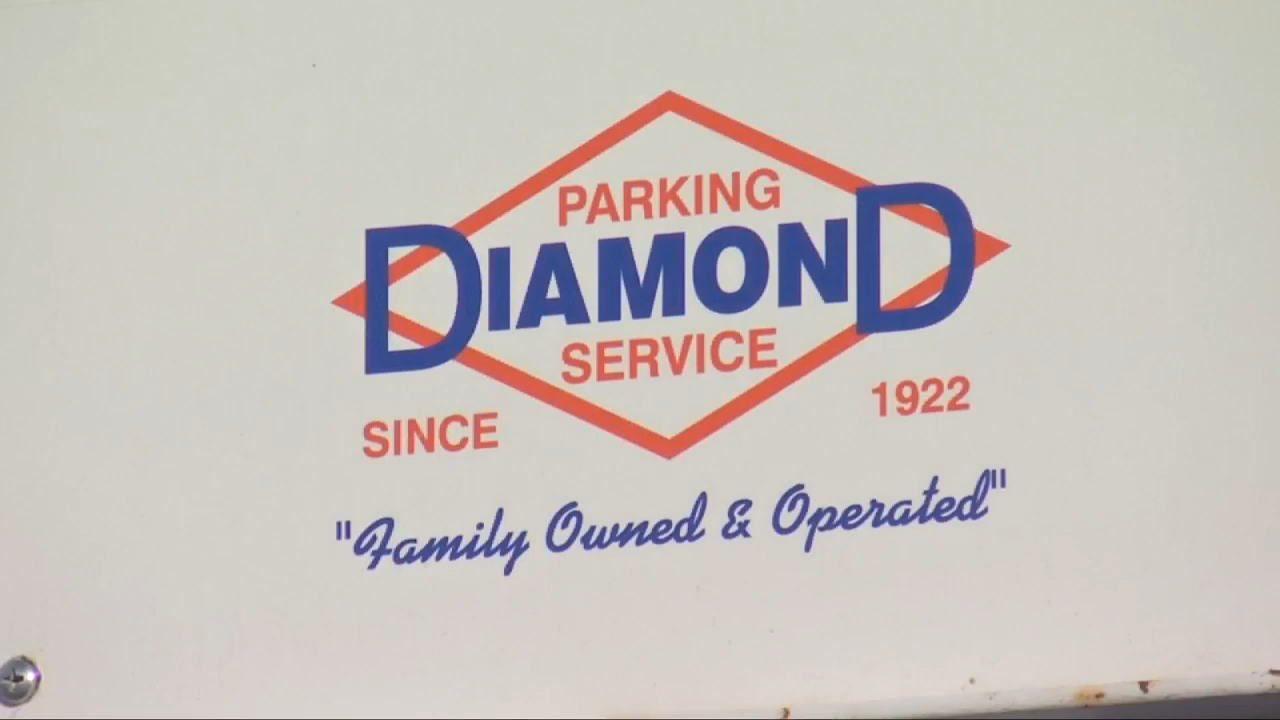 PARKING
DIAMOND
SERVICE
SINCE 1922
"Family Owned & Operated"